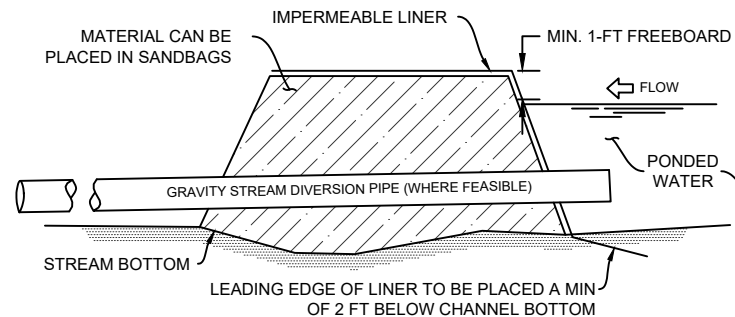 IMPERMEABLE LINER
MATERIAL CAN BE
PLACED IN SANDBAGS
MIN. 1-FT FREEBOARD
FLOW
PONDED
WATER
GRAVITY STREAM DIVERSION PIPE (WHERE FEASIBLE)
STREAM BOTTOM
LEADING EDGE OF LINER TO BE PLACED A MIN
OF 2 FT BELOW CHANNEL BOTTOM